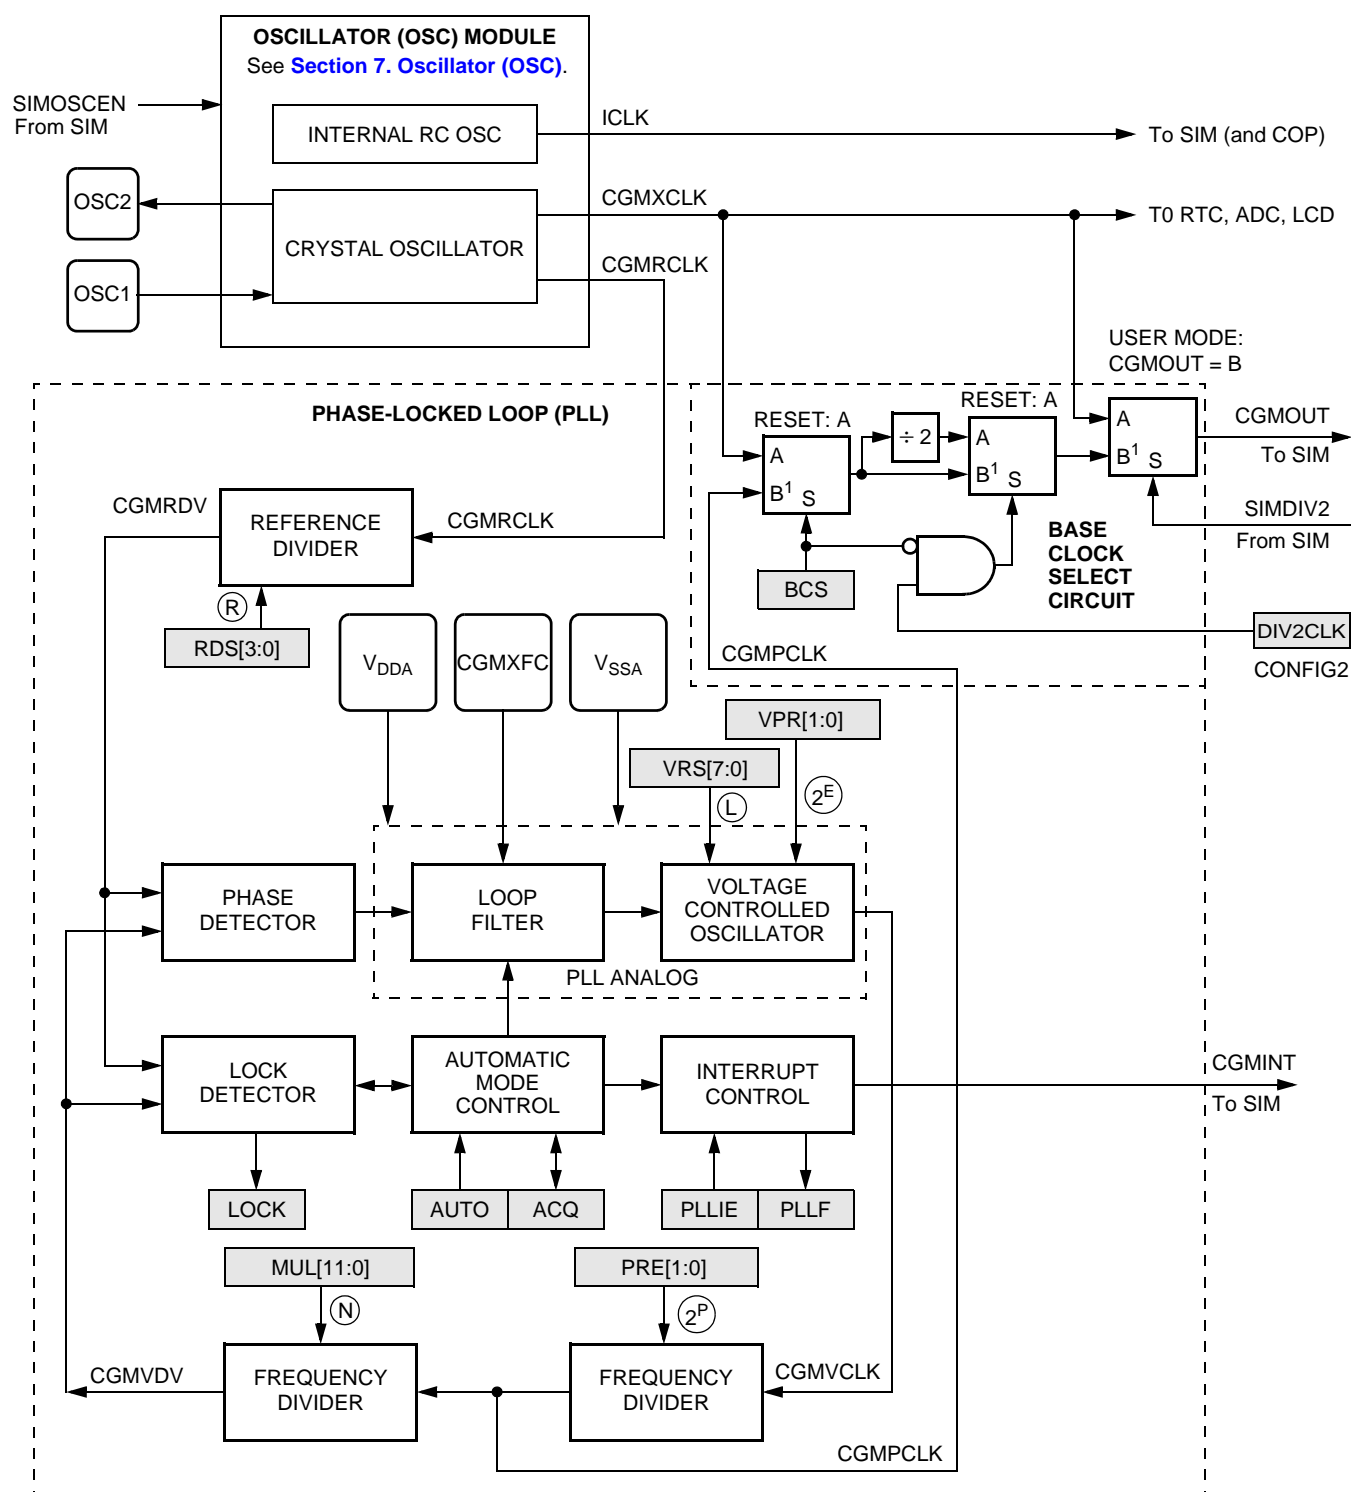 OSCILLATOR (OSC) MODULE
See Section 7. Oscillator (OSC).
SIMOSCEN
From SIM
INTERNAL RC OSC
ICLK
To SIM (and COP)
OSC2
CRYSTAL OSCILLATOR
CGMXCLK
T0 RTC, ADC, LCD
CGMRCLK
OSC1
USER MODE:
CGMOUT = B
PHASE-LOCKED LOOP (PLL)
RESET: A
RESET: A
A
B1 S
÷ 2
A
B1 S
A
B1 S
CGMOUT
To SIM
SIMDIV2
From SIM
CGMRDV
REFERENCE
DIVIDER
CGMRCLK
BCS
BASE
CLOCK
SELECT
CIRCUIT
R
RDS[3:0]
DIV2CLK
CONFIG2
VDDA
CGMXFC
VSSA
CGMPCLK
VPR[1:0]
VRS[7:0]
L
2E
PHASE
DETECTOR
LOOP
FILTER
VOLTAGE
CONTROLLED
OSCILLATOR
PLL ANALOG
LOCK
DETECTOR
AUTOMATIC
MODE
CONTROL
INTERRUPT
CONTROL
CGMINT
To SIM
LOCK
AUTO
ACQ
PLLIE
PLLF
MUL[11:0]
PRE[1:0]
N
2P
CGMVDV
FREQUENCY
DIVIDER
FREQUENCY
DIVIDER
CGMVCLK
CGMPCLK